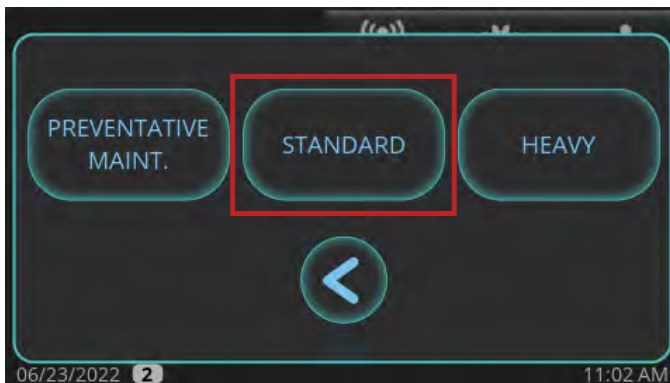 PREVENTATIVE
MAINT.
STANDARD
HEAVY
06/23/2022 2
11:02 AM